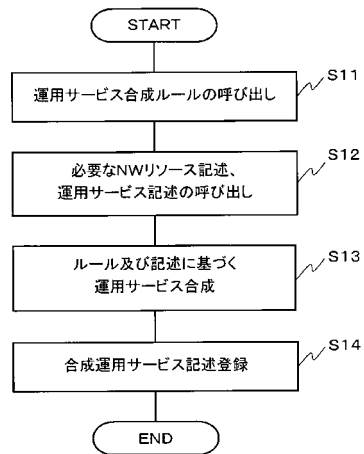 START
運用サービス合成ルールの呼び出し
S11
必要なNWリソース記述、
運用サービス記述の呼び出し
S12
ルール及び記述に基づく
運用サービス合成
S13
合成運用サービス記述登録
S14
END